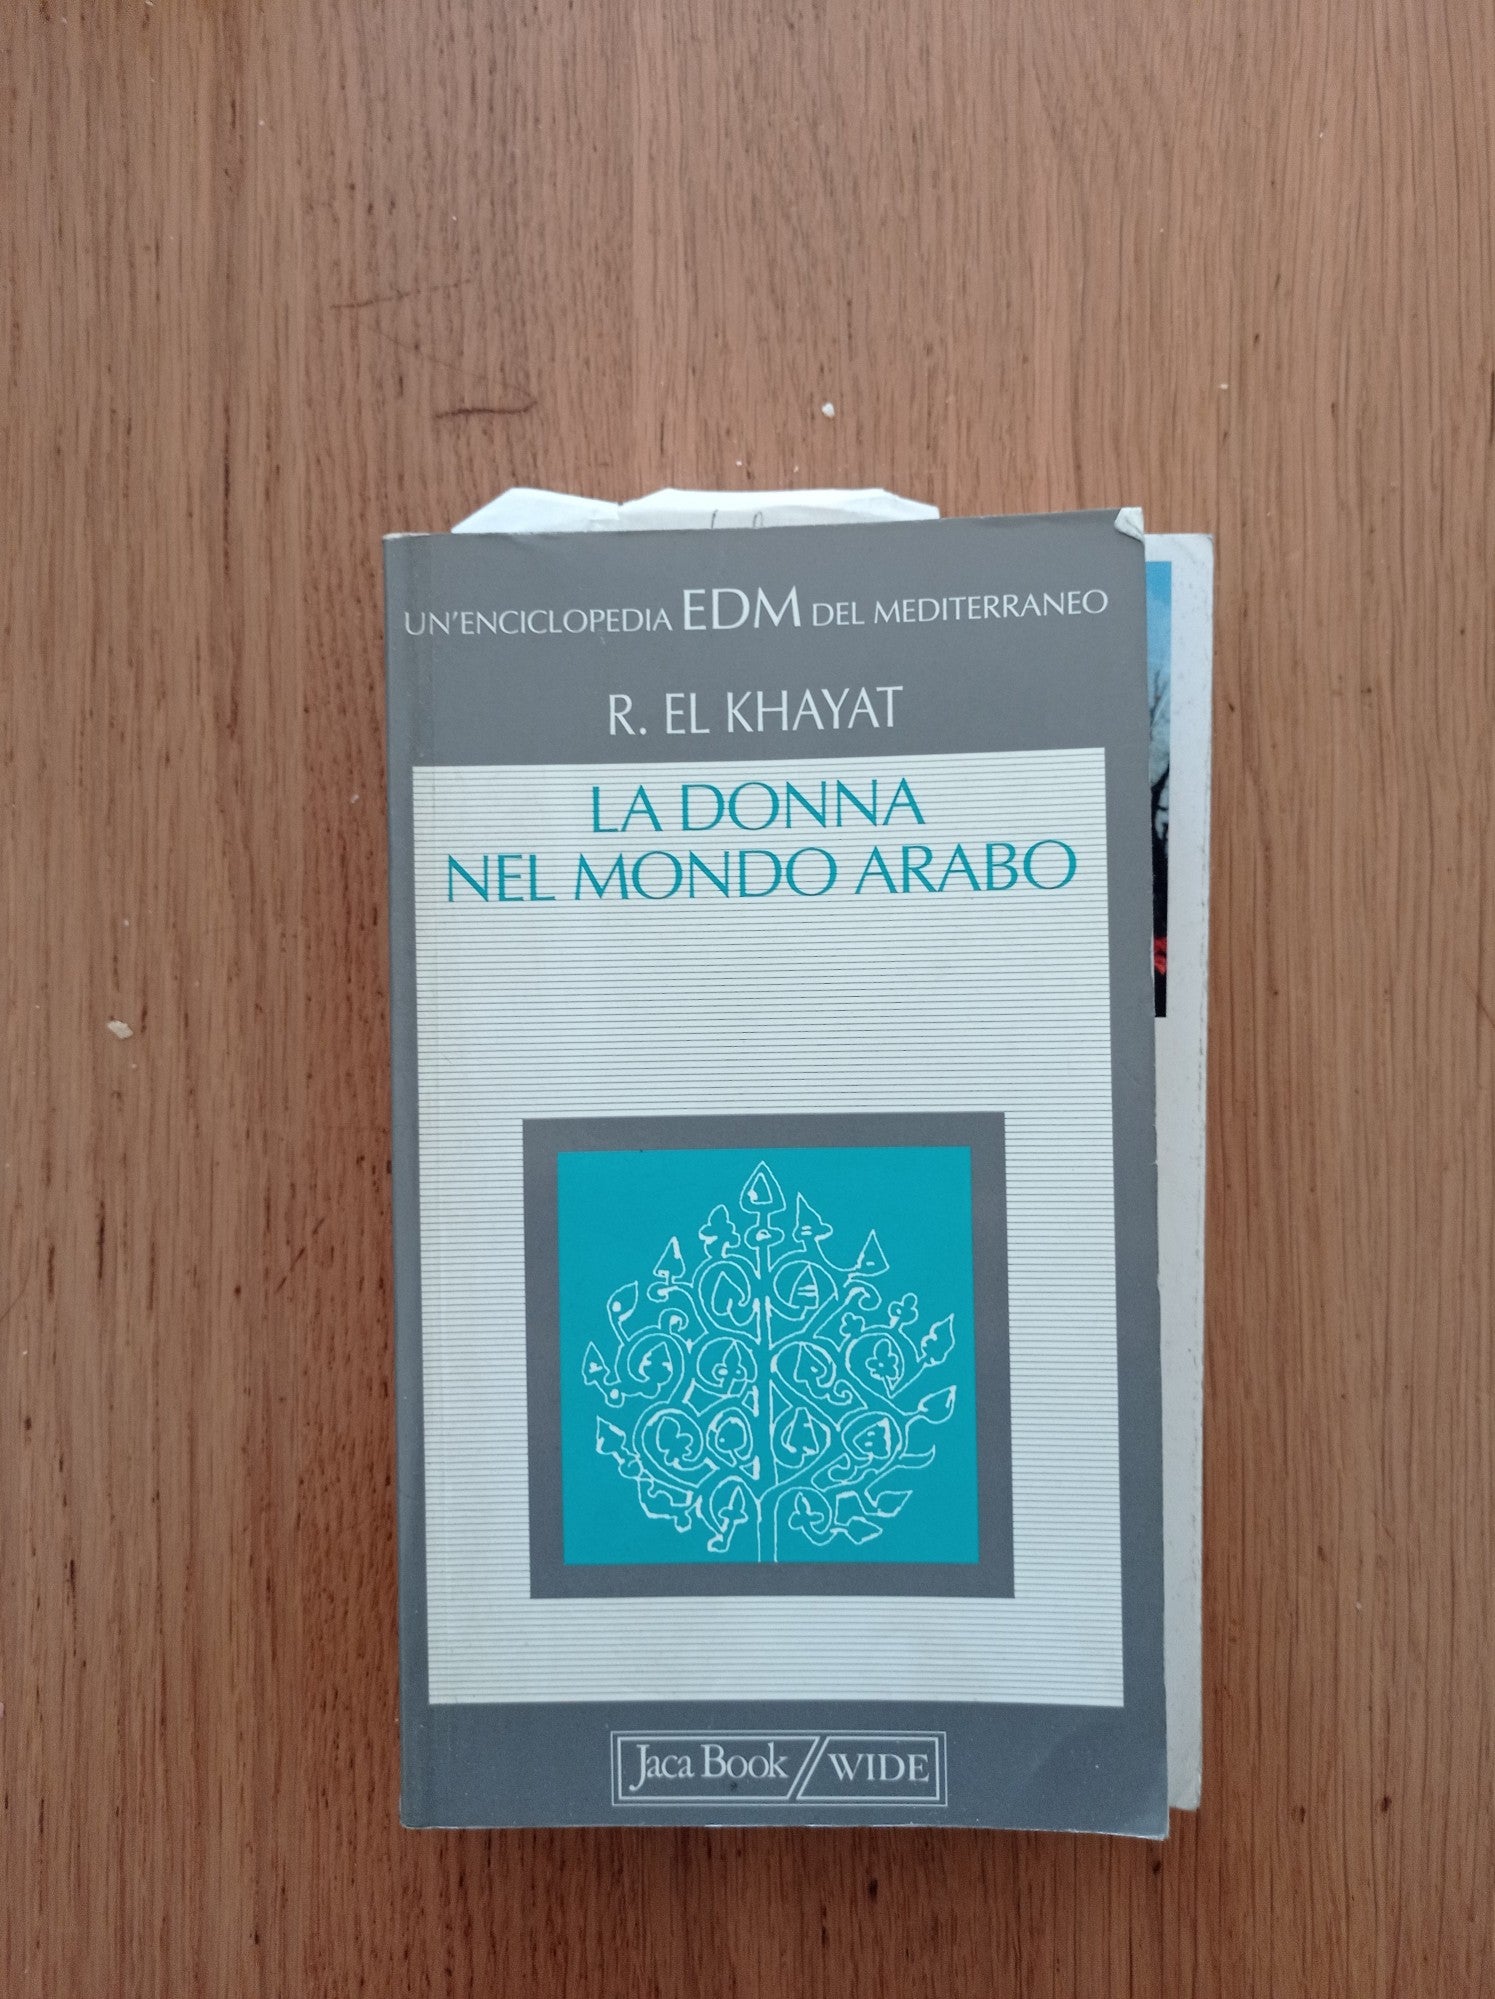 UN'ENCICLOPEDIA EDM DEL MEDITERRANEO
R. EL KHAYAT
LA DONNA
NEL MONDO ARABO
Jaca Book WIDE